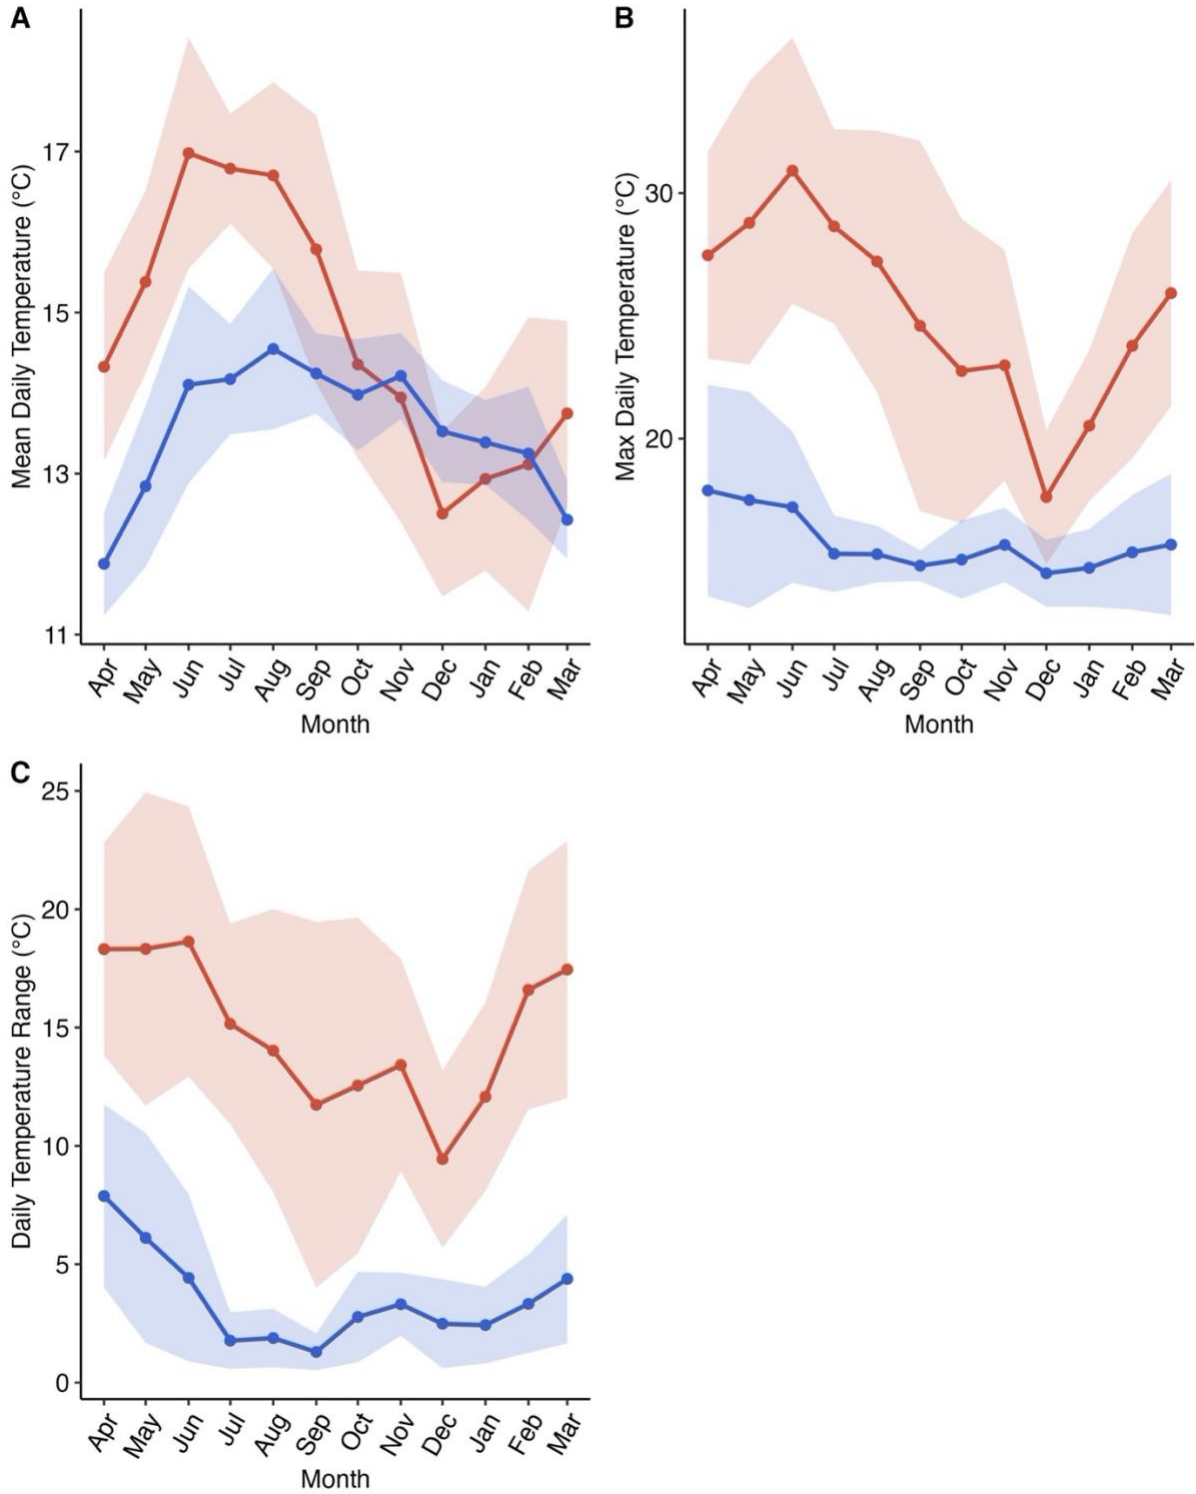 A
Mean Daily Temperature (°C)
17
15
13
11
Apr May Jun Jul Aug Sep Oct Nov Dec Jan Feb Mar
Month
B
Max Daily Temperature (°C)
30
20
Apr May Jun Jul Aug Sep Oct Nov Dec Jan Feb Mar
Month
C
Daily Temperature Range (°C)
25
20
15
10
5
0
Apr May Jun Jul Aug Sep Oct Nov Dec Jan Feb Mar
Month